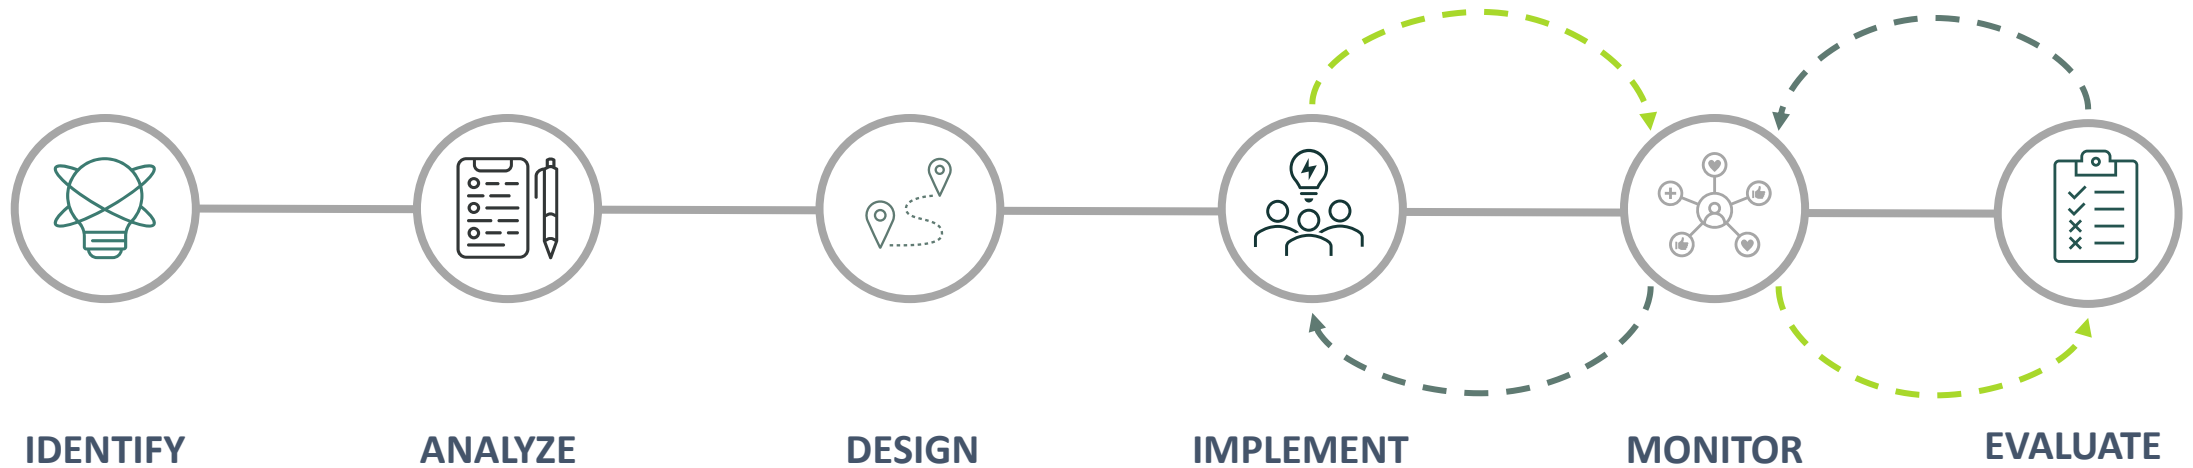 IDENTIFY
ANALYZE
DESIGN
IMPLEMENT
MONITOR
EVALUATE